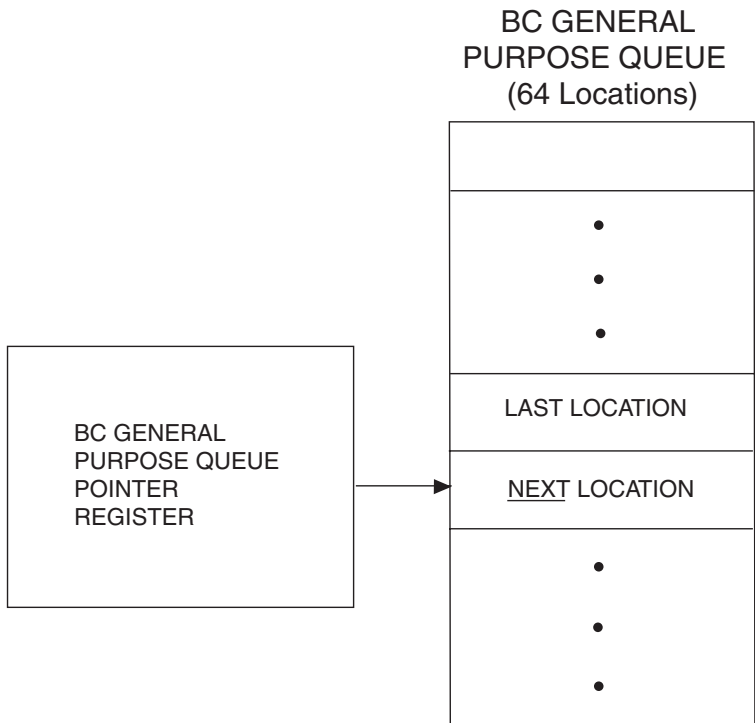 BC GENERAL
PURPOSE QUEUE
(64 Locations)
LAST LOCATION
BC GENERAL
PURPOSE QUEUE
POINTER
REGISTER
NEXT LOCATION